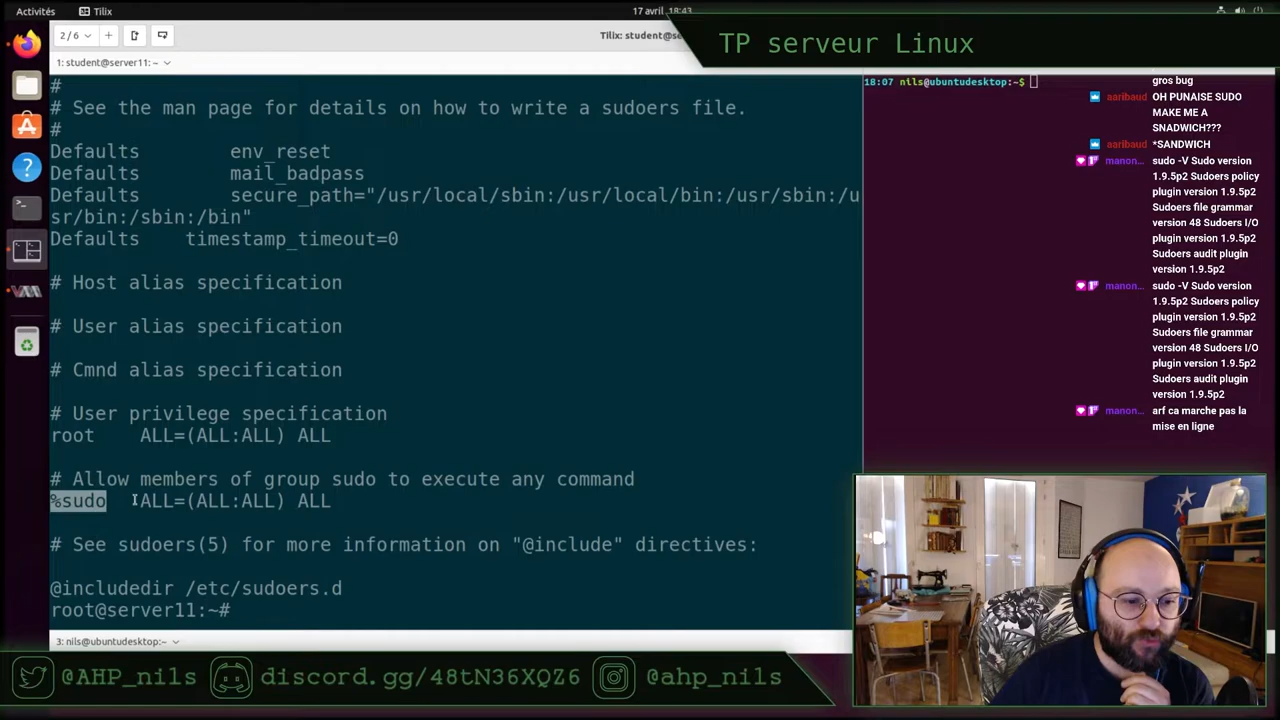 Activités
Tilix
17 avril 18:43
2/6
Tilix: student@se
TP serveur Linux
1: student@server11: ~
#
# See the man page for details on how to write a sudoers file.
#
Defaults env_reset
Defaults mail_badpass
Defaults secure_path="/usr/local/sbin:/usr/local/bin:/usr/sbin:/u
sr/bin:/sbin:/bin"
Defaults timestamp_timeout=0
# Host alias specification
# User alias specification
# Cmnd alias specification
# User privilege specification
root ALL=(ALL:ALL) ALL
# Allow members of group sudo to execute any command
%sudo ALL=(ALL:ALL) ALL
# See sudoers(5) for more information on "@include" directives:
@includedir /etc/sudoers.d
root@server11:~#
3: nils@ubuntudesktop:~
18:07 nils@ubuntudesktop:~$
gros bug
aaribaud OH PUNAISE SUDO
MAKE ME A
SNADWICH???
aaribaud *SANDWICH
manon... sudo -V Sudo version
1.9.5p2 Sudoers policy
plugin version 1.9.5p2
Sudoers file grammar
version 48 Sudoers I/O
plugin version 1.9.5p2
Sudoers audit plugin
version 1.9.5p2
manon... sudo -V Sudo version
1.9.5p2 Sudoers policy
plugin version 1.9.5p2
Sudoers file grammar
version 48 Sudoers I/O
plugin version 1.9.5p2
Sudoers audit plugin
version 1.9.5p2
manon... arf ca marche pas la
mise en ligne
@AHP_nils
discord.gg/48tN36XQZ6
@ahp_nils